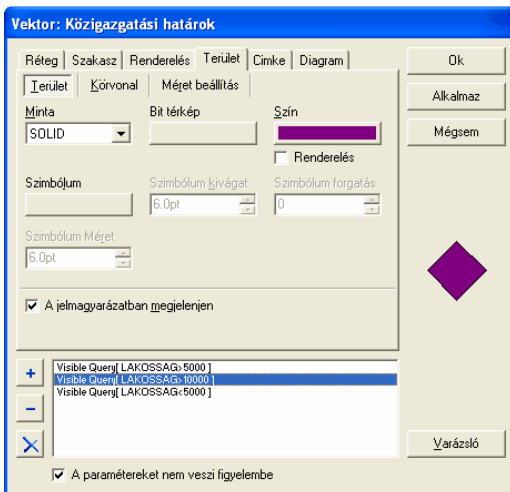 Vektor: Közigazgatási határok
Réteg Szakasz Renderelés Terület Cimke Diagram
Terület Körvonal Méret beállítás
Minta Bit térkép Szín
SOLID
Renderelés
Szimbólum Szimbólum kivágat Szimbólum forgatás
6.0pt 0
Szimbólum Méret
6.0pt
A jelmagyarázatban megjelenjen
Ok
Alkalmaz
Mégsem
+
Visible Query[ LAKOSSAG>5000 ]
Visible Query[ LAKOSSAG>10000 ]
Visible Query[ LAKOSSAG<5000 ]
−
Varázsló
A paramétereket nem veszi figyelembe